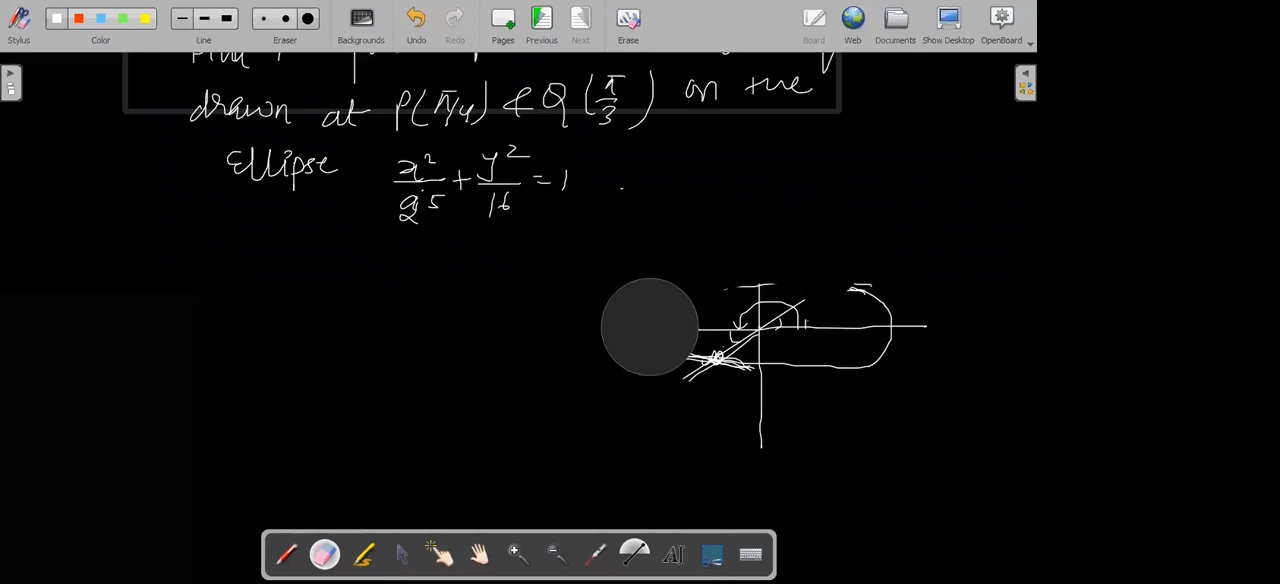 Stylus
Color
Line
Eraser
Backgrounds
Undo
Redo
Pages
Previous
Next
Erase
Board
Web
Documents
Show Desktop
OpenBoard
Find
drawn at P(π/4) & Q(π/3) on the
Ellipse x²/25 + y²/16 = 1